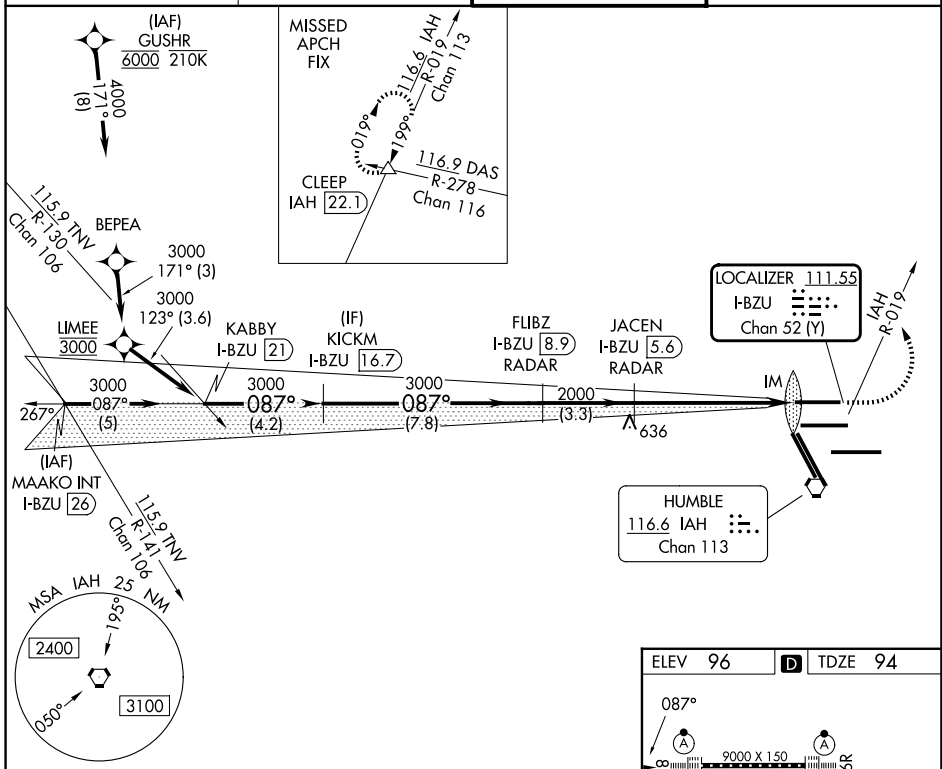 (IAF)
GUSHR
6000 210K
4000
171°
(8)
MISSED
APCH
FIX
116.6 IAH
R-019
Chan 113
019°
199°
CLEEP
IAH 22.1
116.9 DAS
R-278
Chan 116
115.9 TNV
R-130
Chan 106
BEPEA
3000
171° (3)
3000
123° (3.6)
LIMEE
3000
KABBY
I-BZU 21
(IF)
KICKM
I-BZU 16.7
FLIBZ
I-BZU 8.9
RADAR
JACEN
I-BZU 5.6
RADAR
LOCALIZER 111.55
I-BZU
Chan 52 (Y)
IAH
R-019
IM
267°
3000
087°
(5)
3000
087°
(4.2)
3000
087°
(7.8)
2000
(3.3)
636
(IAF)
MAAKO INT
I-BZU 26
115.9 TNV
R-141
Chan 106
HUMBLE
116.6 IAH
Chan 113
MSA IAH 25 NM
195°
2400
050°
3100
ELEV 96 D TDZE 94
087°
A
A
8
9000 X 150